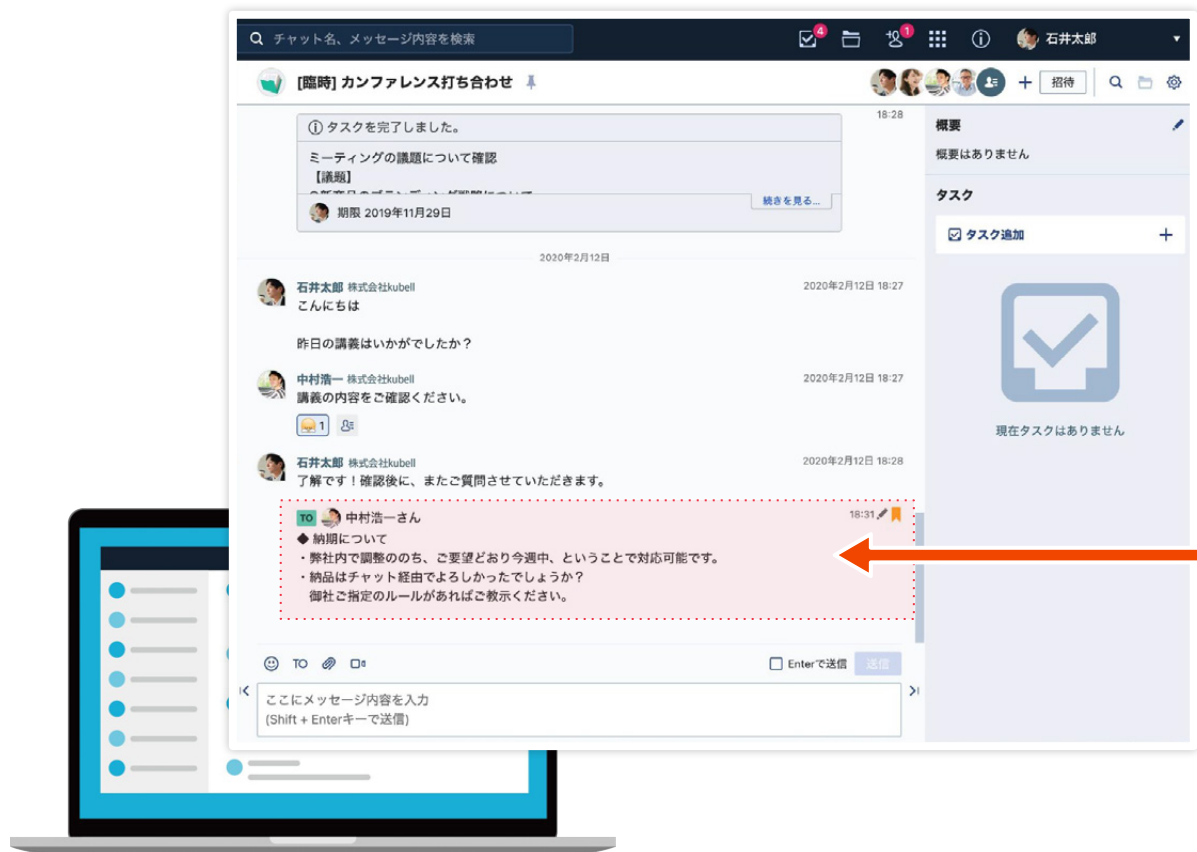 チャット名、メッセージ内容を検索
4
1
石井太郎
[臨時] カンファレンス打ち合わせ
招待
18:28
タスクを完了しました。
ミーティングの議題について確認
【議題】
続きを見る...
期限 2019年11月29日
2020年2月12日
石井太郎 株式会社kubell
2020年2月12日 18:27
こんにちは
昨日の講義はいかがでしたか？
中村浩一 株式会社kubell
2020年2月12日 18:27
講義の内容をご確認ください。
1
石井太郎 株式会社kubell
2020年2月12日 18:28
了解です！確認後に、またご質問させていただきます。
TO 中村浩一さん
18:31
◆ 納期について
・弊社内で調整ののち、ご要望どおり今週中、ということで対応可能です。
・納品はチャット経由でよろしかったでしょうか？
御社ご指定のルールがあればご教示ください。
TO
Enterで送信
送信
ここにメッセージ内容を入力
(Shift + Enterキーで送信)
概要
概要はありません
タスク
タスク追加
現在タスクはありません